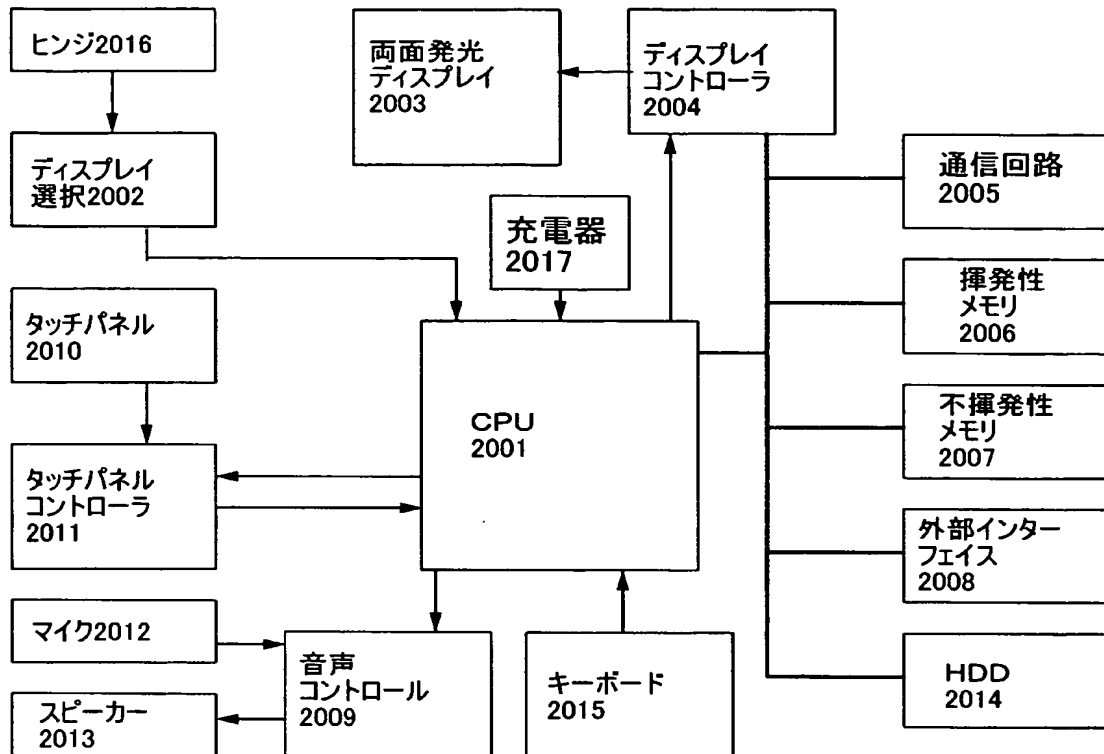 ヒンジ2016
両面発光
ディスプレイ
2003
ディスプレイ
コントローラ
2004
ディスプレイ
選択2002
通信回路
2005
充電器
2017
揮発性
メモリ
2006
タッチパネル
2010
CPU
2001
不揮発性
メモリ
2007
タッチパネル
コントローラ
2011
外部インター
フェイス
2008
マイク2012
音声
コントロール
2009
キーボード
2015
HDD
2014
スピーカー
2013